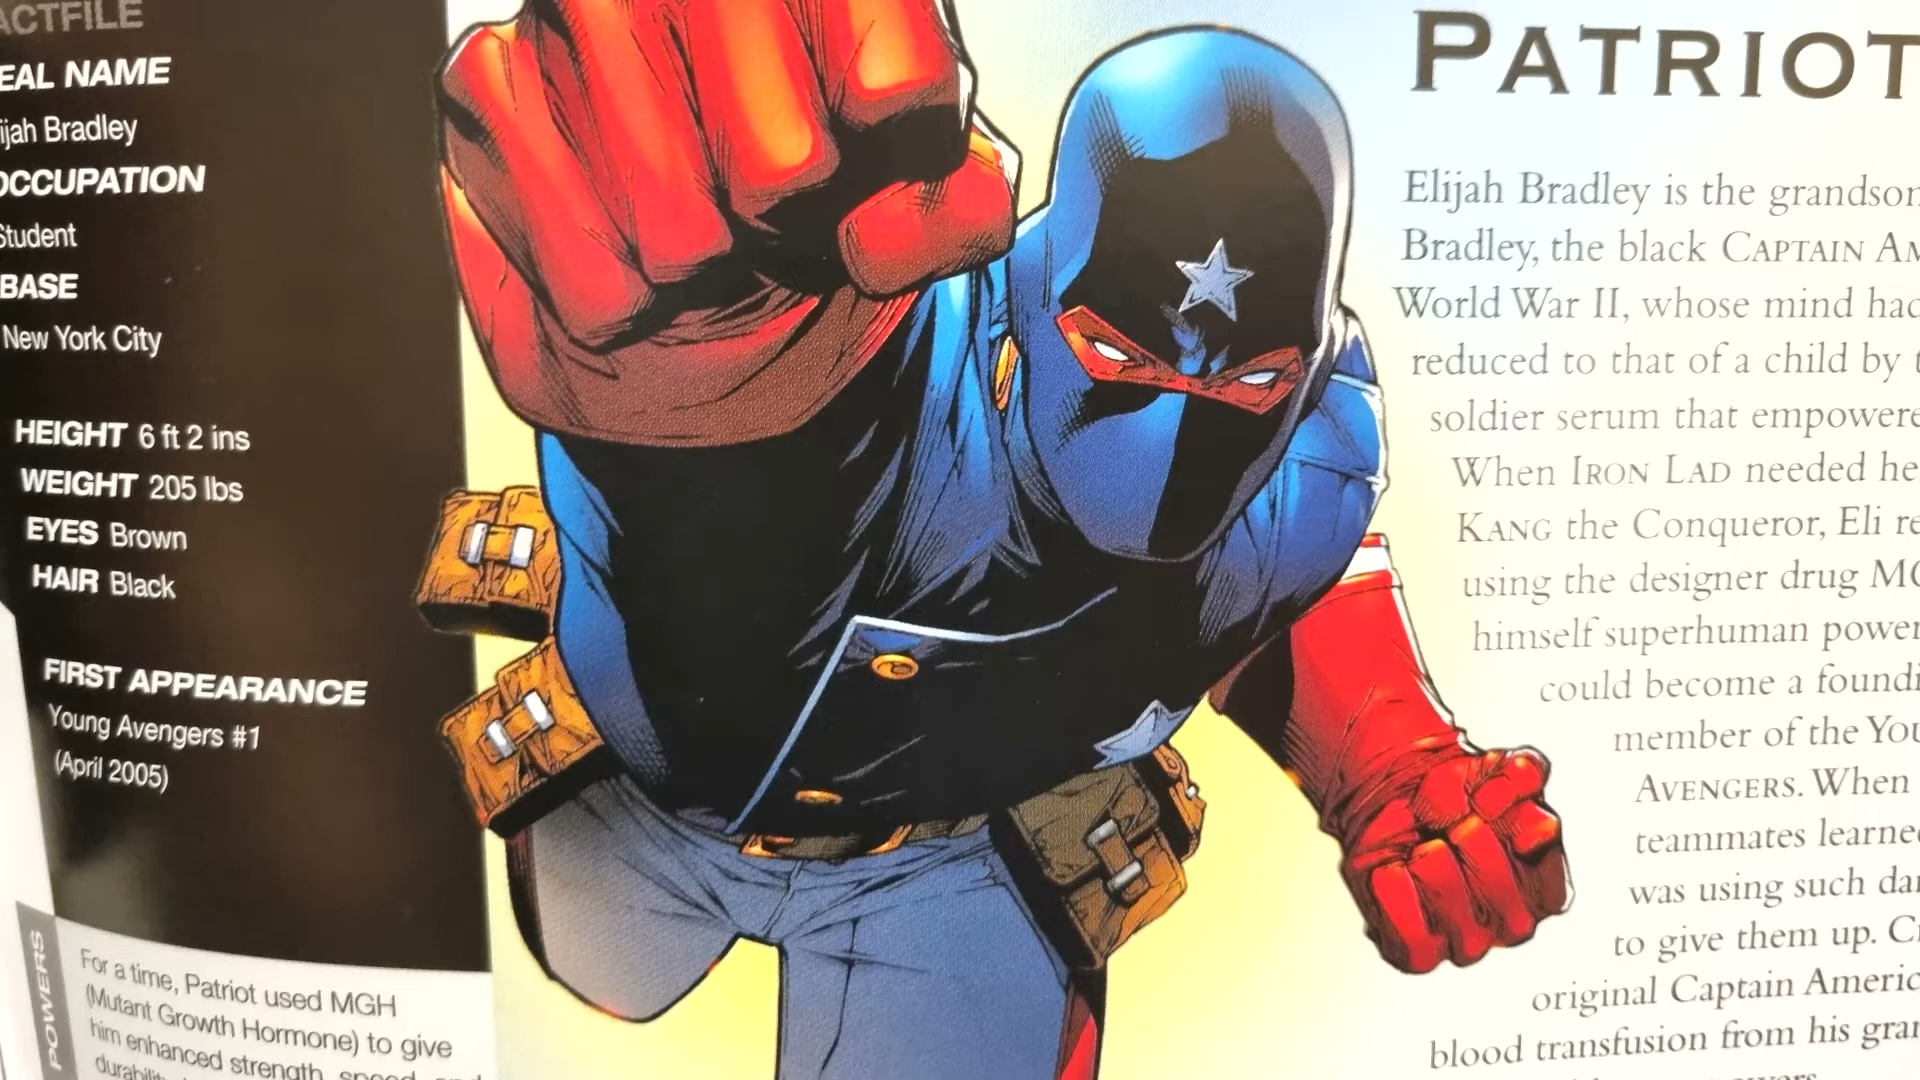 ACTFILE
EAL NAME
ijah Bradley
OCCUPATION
Student
BASE
New York City
HEIGHT 6 ft 2 ins
WEIGHT 205 lbs
EYES Brown
HAIR Black
FIRST APPEARANCE
Young Avengers #1
(April 2005)
POWERS
For a time, Patriot used MGH
(Mutant Growth Hormone) to give
him enhanced strength, speed, and
PATRIOT
Elijah Bradley is the grandson
Bradley, the black CAPTAIN AM
World War II, whose mind had
reduced to that of a child by t
soldier serum that empowere
When IRON LAD needed he
KANG the Conqueror, Eli re
using the designer drug MG
himself superhuman power
could become a foundi
member of the You
AVENGERS. When
teammates learned
was using such dan
to give them up. Cr
original Captain Americ
blood transfusion from his gran